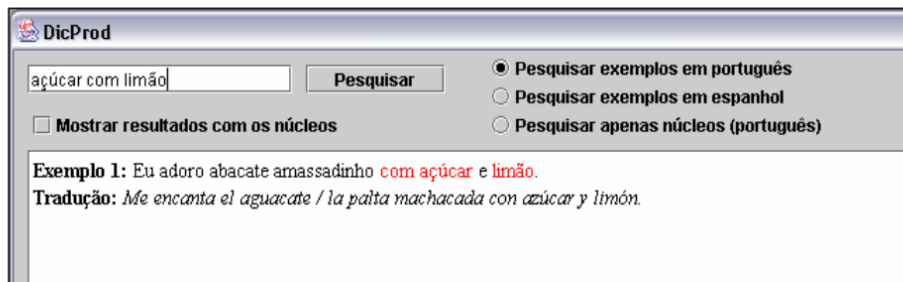 DicProd
açúcar com limão
Pesquisar
Pesquisar exemplos em português
Pesquisar exemplos em espanhol
Mostrar resultados com os núcleos
Pesquisar apenas núcleos (português)
Exemplo 1: Eu adoro abacate amassadinho com açúcar e limão.
Tradução: Me encanta el aguacate / la palta machacada con azúcar y limón.